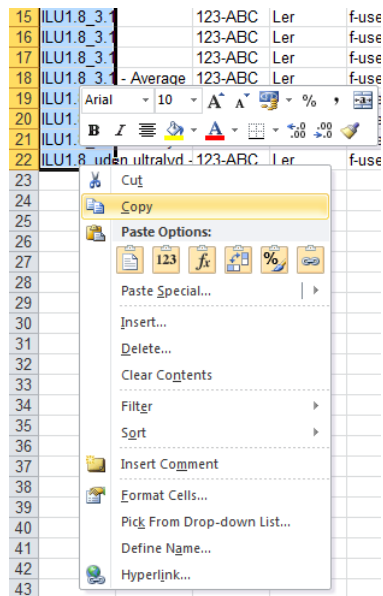 15 ILU1.8_3.1 123-ABC Ler f-use
16 ILU1.8_3.1 123-ABC Ler f-use
17 ILU1.8_3.1 123-ABC Ler f-use
18 ILU1.8_3.1 - Average 123-ABC Ler f-use
19 ILU1.
Arial 10 A A % ,
20 ILU1.
B I A
21 ILU1.
22 ILU1.8_uden ultralyd - 123-ABC Ler f-use
23 Cut
24 Copy
25 Paste Options:
26 123 fx %
27
28 Paste Special...
29 Insert...
30
31 Delete...
32 Clear Contents
33
34 Filter
35 Sort
36
37 Insert Comment
38 Format Cells...
39
40 Pick From Drop-down List...
41 Define Name...
42 Hyperlink...
43